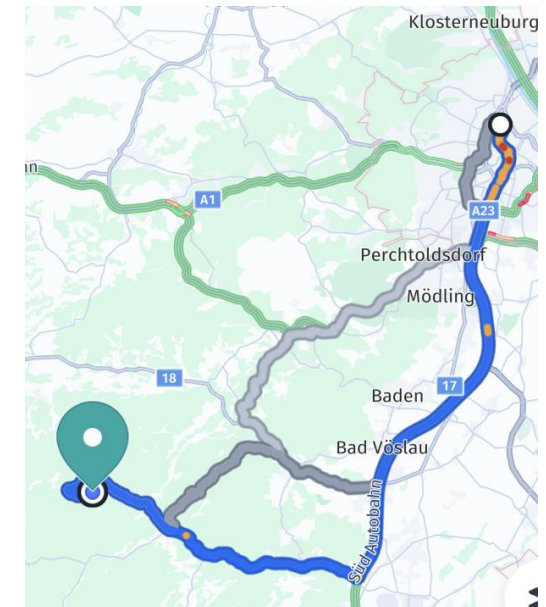 Klosterneuburg
n
A1
A23
Perchtoldsdorf
Mödling
18
17
Baden
Bad Vöslau
Süd Autobahn